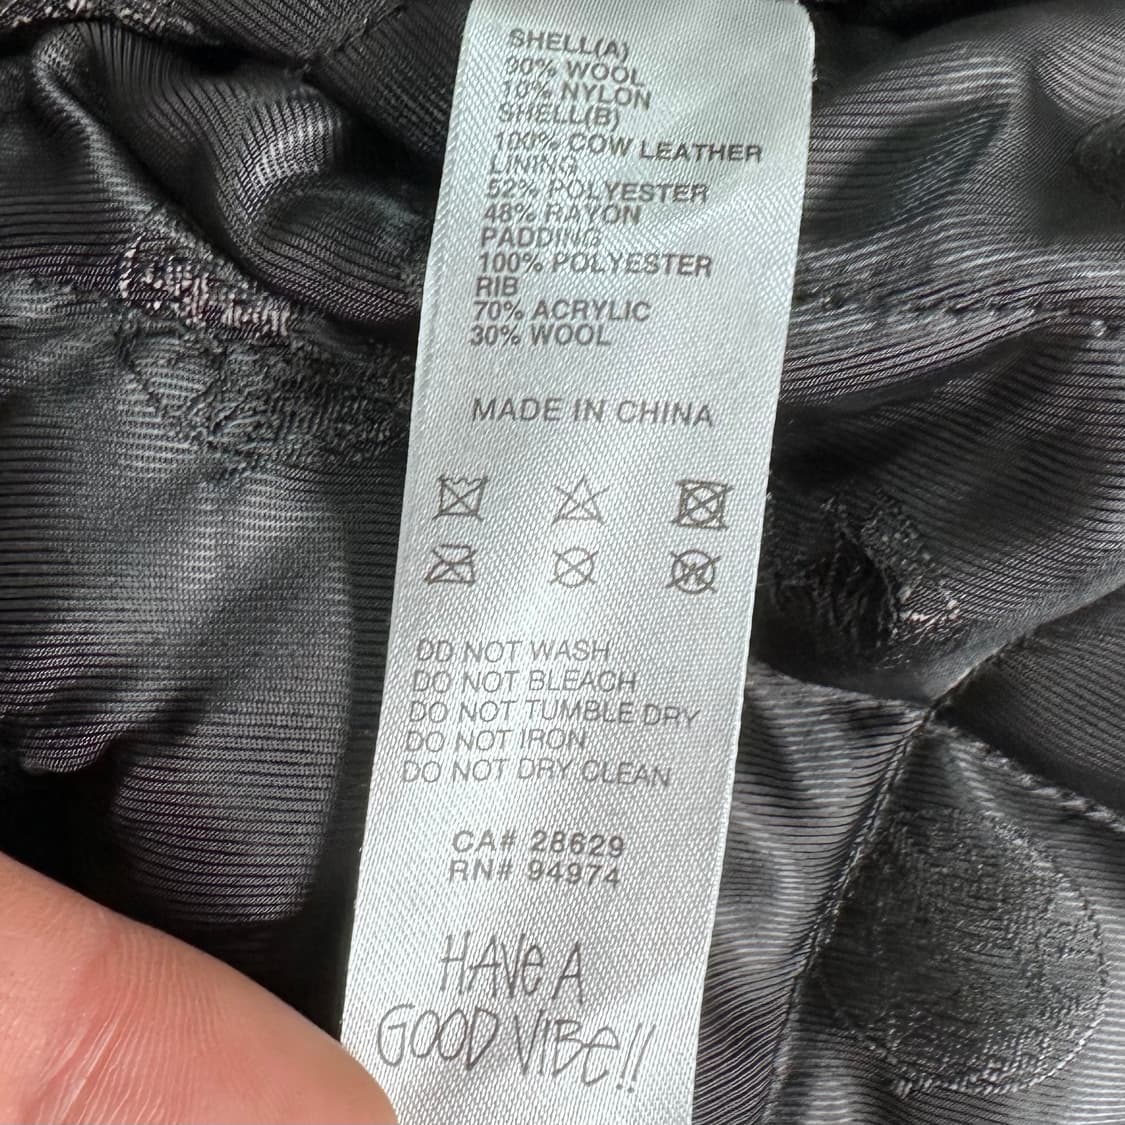 SHELL(A)
90% WOOL
10% NYLON
SHELL(B)
100% COW LEATHER
LINING
52% POLYESTER
48% RAYON
PADDING
100% POLYESTER
RIB
70% ACRYLIC
30% WOOL
MADE IN CHINA
DO NOT WASH
DO NOT BLEACH
DO NOT TUMBLE DRY
DO NOT IRON
DO NOT DRY CLEAN
CA# 28629
RN# 94974
HAVE A
GOOD VIBE!!